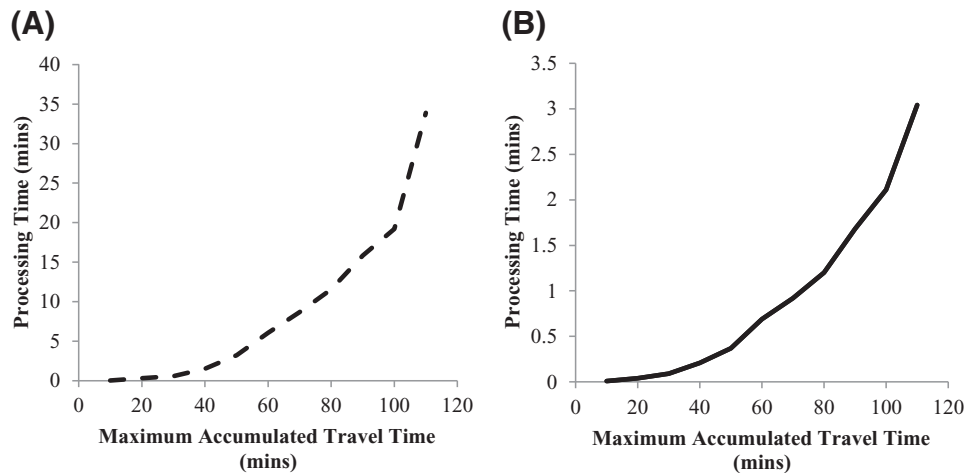 (A)
40
35
30
25
20
15
10
5
0
Processing Time (mins)
0 20 40 60 80 100 120
Maximum Accumulated Travel Time
(mins)
(B)
3.5
3
2.5
2
1.5
1
0.5
0
Processing Time (mins)
0 20 40 60 80 100 120
Maximum Accumulated Travel Time
(mins)